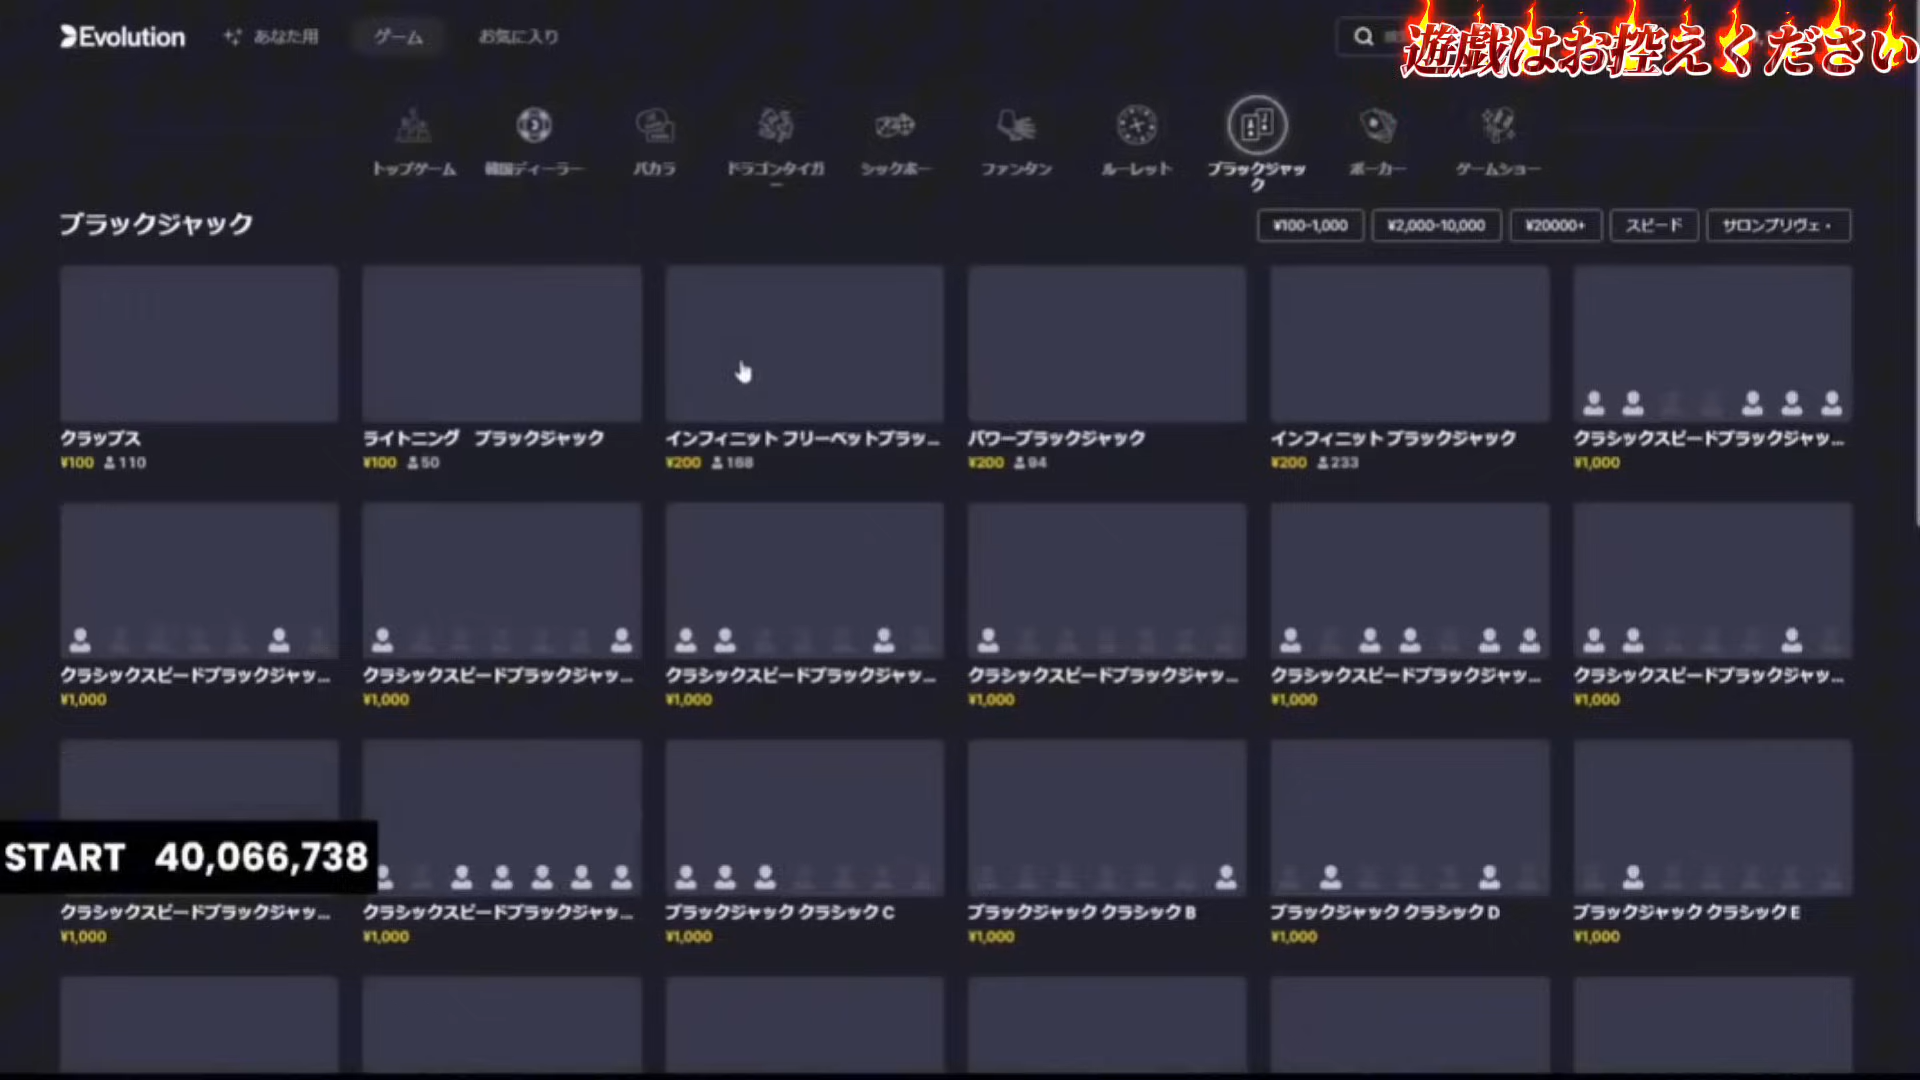 Evolution
あなた用
ゲーム
お気に入り
遊戯はお控えください
トップゲーム
韓国ディーラー
バカラ
ドラゴンタイガ
ー
シックボー
ファンタン
ルーレット
ブラックジャッ
ク
ポーカー
ゲームショー
ブラックジャック
¥100-1,000
¥2,000-10,000
¥20000+
スピード
サロンプリヴェ・
クラップス
¥100 110
ライトニング ブラックジャック
¥100 50
インフィニット フリーベットブラッ...
¥200 168
パワーブラックジャック
¥200 94
インフィニット ブラックジャック
¥200 233
クラシックスピードブラックジャッ...
¥1,000
クラシックスピードブラックジャッ...
¥1,000
クラシックスピードブラックジャッ...
¥1,000
クラシックスピードブラックジャッ...
¥1,000
クラシックスピードブラックジャッ...
¥1,000
クラシックスピードブラックジャッ...
¥1,000
クラシックスピードブラックジャッ...
¥1,000
START 40,066,738
クラシックスピードブラックジャッ...
¥1,000
クラシックスピードブラックジャッ...
¥1,000
ブラックジャック クラシック C
¥1,000
ブラックジャック クラシック B
¥1,000
ブラックジャック クラシック D
¥1,000
ブラックジャック クラシック E
¥1,000